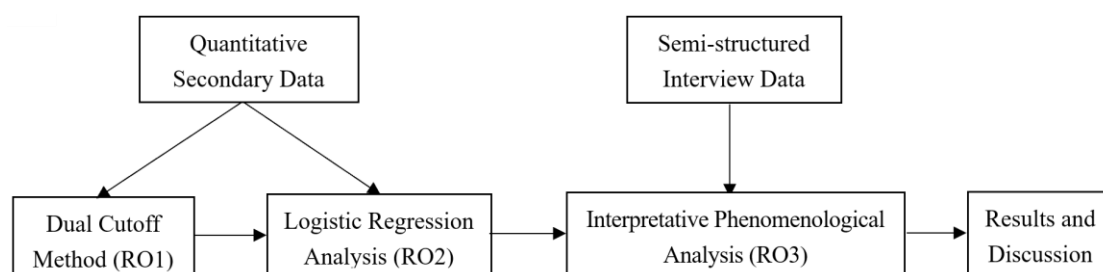 Quantitative
Secondary Data
Semi-structured
Interview Data
Dual Cutoff
Method (RO1)
Logistic Regression
Analysis (RO2)
Interpretative Phenomenological
Analysis (RO3)
Results and
Discussion